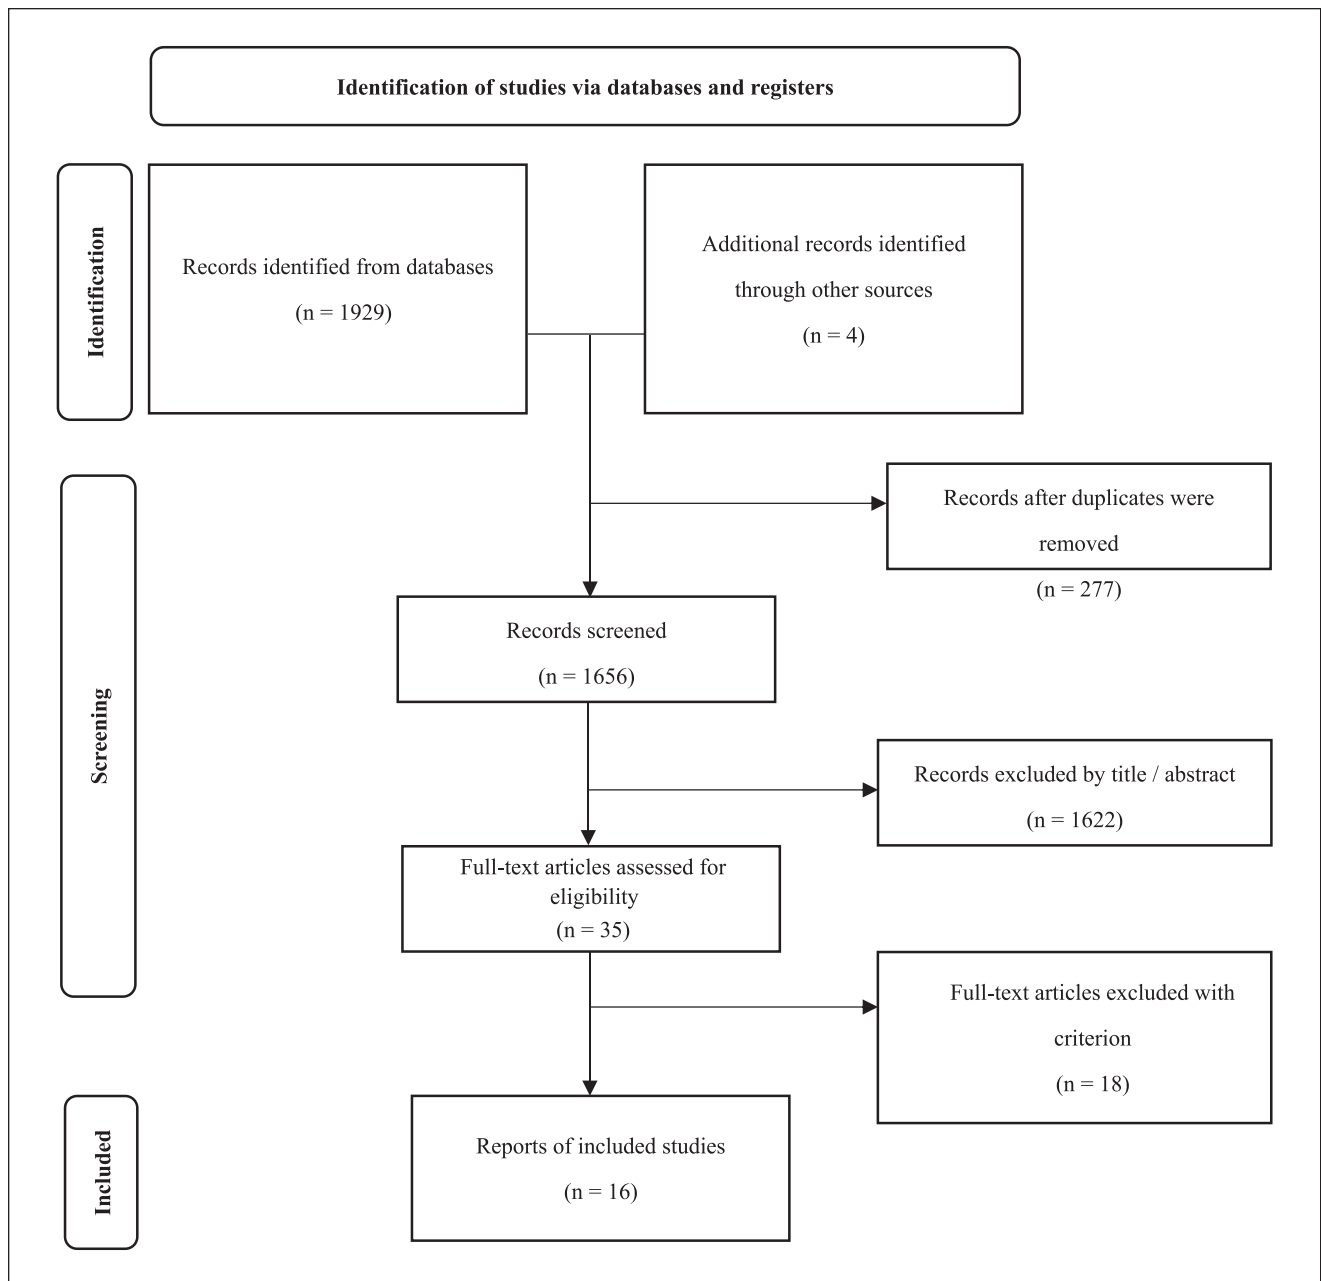 Identification of studies via databases and registers
Identification
Records identified from databases
(n = 1929)
Additional records identified
through other sources
(n = 4)
Screening
Records after duplicates were
removed
(n = 277)
Records screened
(n = 1656)
Records excluded by title / abstract
(n = 1622)
Full-text articles assessed for
eligibility
(n = 35)
Full-text articles excluded with
criterion
(n = 18)
Included
Reports of included studies
(n = 16)